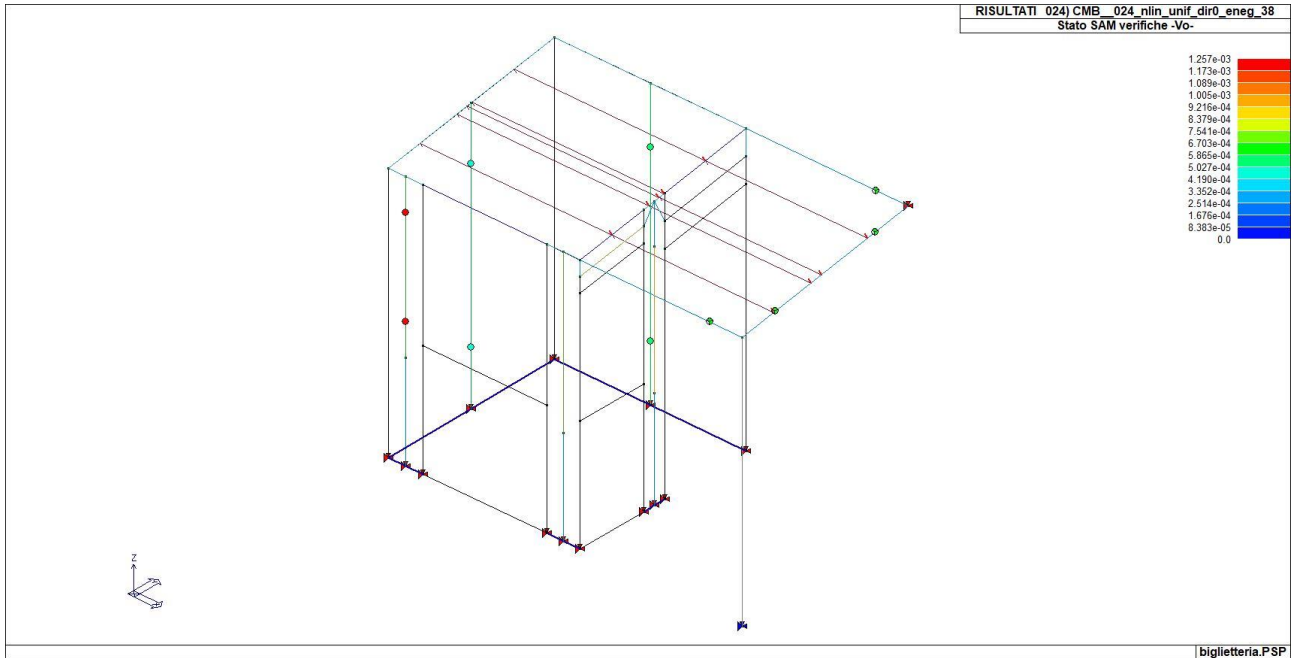 RISULTATI 024) CMB__024_nlin_unif_dir0_eneg_38
Stato SAM verifiche -Vo-
1.257e-03
1.173e-03
1.089e-03
1.005e-03
9.216e-04
8.379e-04
7.541e-04
6.703e-04
5.865e-04
5.027e-04
4.190e-04
3.352e-04
2.514e-04
1.676e-04
8.383e-05
0.0
Z
biglietteria.PSP